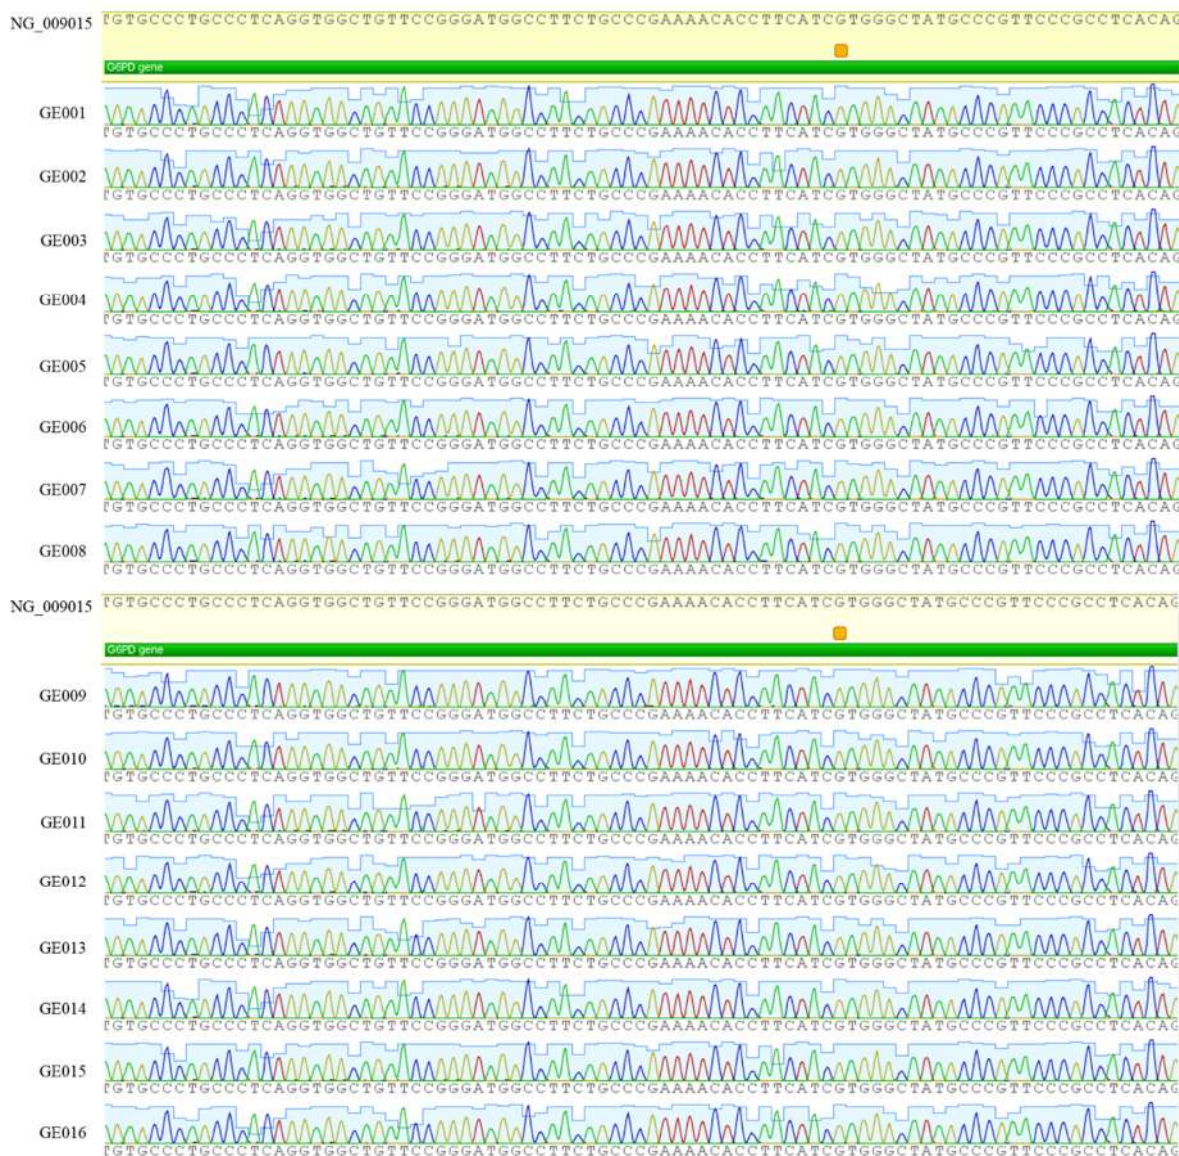 NG_009015 TGTGCCCTGCCCTCAGGTGGCTGTTCCGGGATGGCCTTCTGCCCGAAAACACCTTCATCGTGGGCTATGCCCGTTCCCGCCTCACAG
G6PD gene
GE001
TGTGCCCTGCCCTCAGGTGGCTGTTCCGGGATGGCCTTCTGCCCGAAAACACCTTCATCGTGGGCTATGCCCGTTCCCGCCTCACAG
GE002
TGTGCCCTGCCCTCAGGTGGCTGTTCCGGGATGGCCTTCTGCCCGAAAACACCTTCATCGTGGGCTATGCCCGTTCCCGCCTCACAG
GE003
TGTGCCCTGCCCTCAGGTGGCTGTTCCGGGATGGCCTTCTGCCCGAAAACACCTTCATCGTGGGCTATGCCCGTTCCCGCCTCACAG
GE004
TGTGCCCTGCCCTCAGGTGGCTGTTCCGGGATGGCCTTCTGCCCGAAAACACCTTCATCGTGGGCTATGCCCGTTCCCGCCTCACAG
GE005
TGTGCCCTGCCCTCAGGTGGCTGTTCCGGGATGGCCTTCTGCCCGAAAACACCTTCATCGTGGGCTATGCCCGTTCCCGCCTCACAG
GE006
TGTGCCCTGCCCTCAGGTGGCTGTTCCGGGATGGCCTTCTGCCCGAAAACACCTTCATCGTGGGCTATGCCCGTTCCCGCCTCACAG
GE007
TGTGCCCTGCCCTCAGGTGGCTGTTCCGGGATGGCCTTCTGCCCGAAAACACCTTCATCGTGGGCTATGCCCGTTCCCGCCTCACAG
GE008
TGTGCCCTGCCCTCAGGTGGCTGTTCCGGGATGGCCTTCTGCCCGAAAACACCTTCATCGTGGGCTATGCCCGTTCCCGCCTCACAG
NG_009015 TGTGCCCTGCCCTCAGGTGGCTGTTCCGGGATGGCCTTCTGCCCGAAAACACCTTCATCGTGGGCTATGCCCGTTCCCGCCTCACAG
G6PD gene
GE009
TGTGCCCTGCCCTCAGGTGGCTGTTCCGGGATGGCCTTCTGCCCGAAAACACCTTCATCGTGGGCTATGCCCGTTCCCGCCTCACAG
GE010
TGTGCCCTGCCCTCAGGTGGCTGTTCCGGGATGGCCTTCTGCCCGAAAACACCTTCATCGTGGGCTATGCCCGTTCCCGCCTCACAG
GE011
TGTGCCCTGCCCTCAGGTGGCTGTTCCGGGATGGCCTTCTGCCCGAAAACACCTTCATCGTGGGCTATGCCCGTTCCCGCCTCACAG
GE012
TGTGCCCTGCCCTCAGGTGGCTGTTCCGGGATGGCCTTCTGCCCGAAAACACCTTCATCGTGGGCTATGCCCGTTCCCGCCTCACAG
GE013
TGTGCCCTGCCCTCAGGTGGCTGTTCCGGGATGGCCTTCTGCCCGAAAACACCTTCATCGTGGGCTATGCCCGTTCCCGCCTCACAG
GE014
TGTGCCCTGCCCTCAGGTGGCTGTTCCGGGATGGCCTTCTGCCCGAAAACACCTTCATCGTGGGCTATGCCCGTTCCCGCCTCACAG
GE015
TGTGCCCTGCCCTCAGGTGGCTGTTCCGGGATGGCCTTCTGCCCGAAAACACCTTCATCGTGGGCTATGCCCGTTCCCGCCTCACAG
GE016
TGTGCCCTGCCCTCAGGTGGCTGTTCCGGGATGGCCTTCTGCCCGAAAACACCTTCATCGTGGGCTATGCCCGTTCCCGCCTCACAG